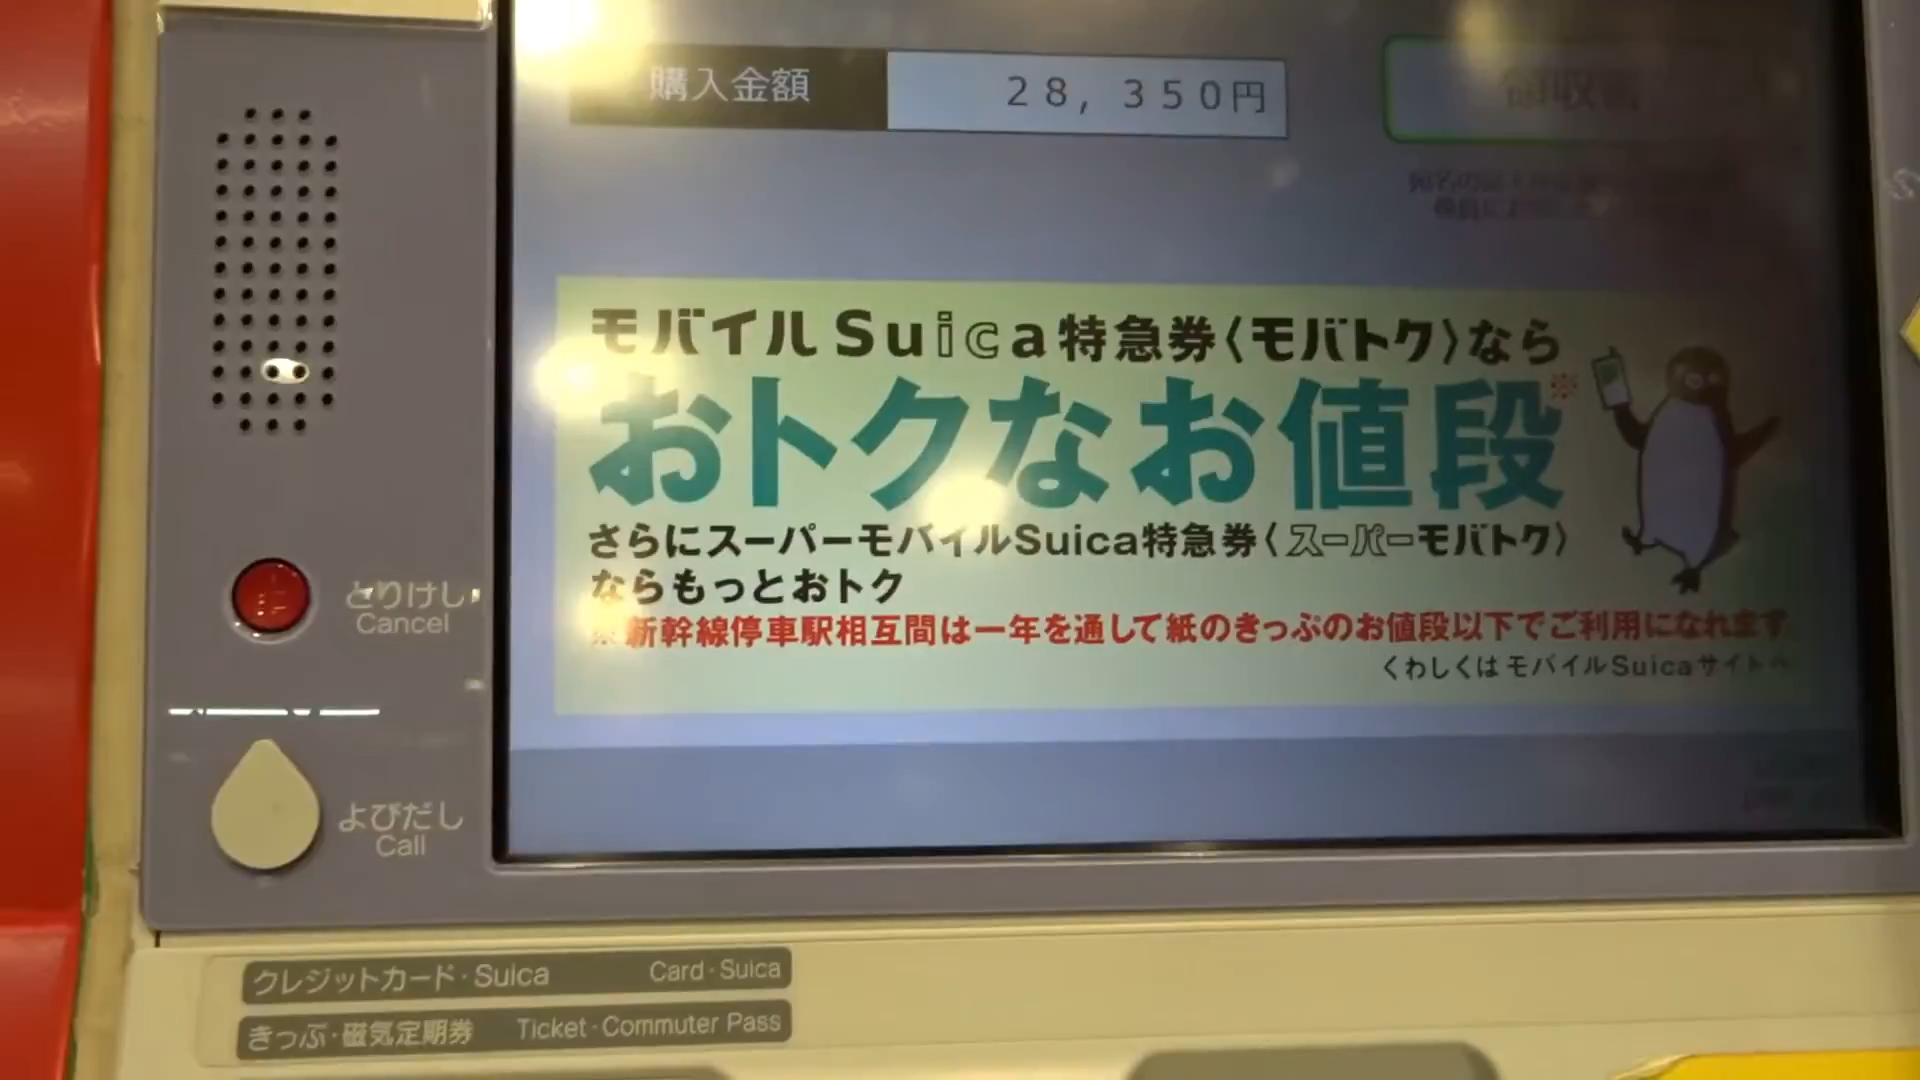 購入金額 28,350円
領収書
モバイルSuica特急券〈モバトク〉なら
おトクなお値段※
さらにスーパーモバイルSuica特急券〈スーパーモバトク〉
ならもっとおトク
※新幹線停車駅相互間は一年を通して紙のきっぷのお値段以下でご利用になれます
くわしくはモバイルSuicaサイトへ
とりけし
Cancel
よびだし
Call
クレジットカード・Suica Card・Suica
きっぷ・磁気定期券 Ticket・Commuter Pass